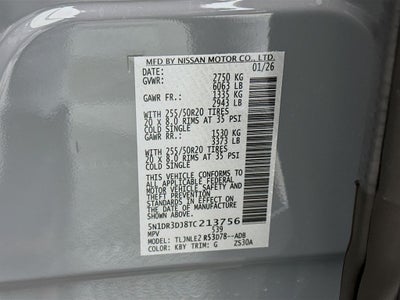 MFD BY NISSAN MOTOR CO., LTD.
DATE: 01/26
GVWR: 2750 KG
6063 LB
GAWR FR.: 1335 KG
2943 LB
WITH 255/50R20 TIRES
20 x 8.0 RIMS AT 35 PSI
COLD SINGLE
GAWR RR.: 1530 KG
3373 LB
WITH 255/50R20 TIRES
20 x 8.0 RIMS AT 35 PSI
COLD SINGLE
THIS VEHICLE CONFORMS TO ALL
APPLICABLE U.S. FEDERAL
MOTOR VEHICLE SAFETY, AND
THEFT PREVENTION
STANDARDS IN EFFECT ON
THE DATE OF MANUFACTURE
SHOWN ABOVE.
5N1DR3DJ8TC213756
MPV 539
MODEL: TLJNLE7 R53D78--ADB
COLOR: KBY TRIM: G ZS30A